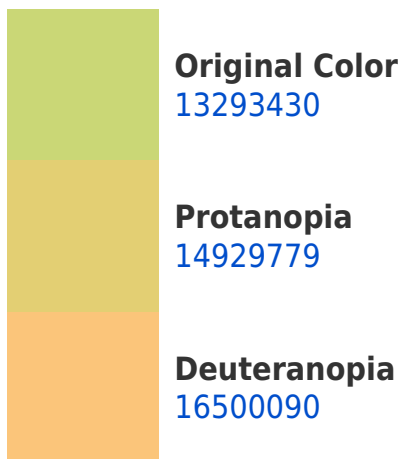 Original Color
13293430
Protanopia
14929779
Deuteranopia
16500090